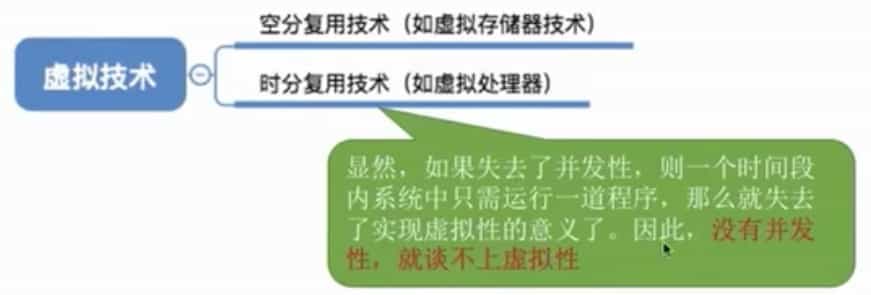 空分复用技术（如虚拟存储器技术）
虚拟技术
时分复用技术（如虚拟处理器）
显然，如果失去了并发性，则一个时间段
内系统中只需运行一道程序，那么就失去
了实现虚拟性的意义了。因此，没有并发
性，就谈不上虚拟性